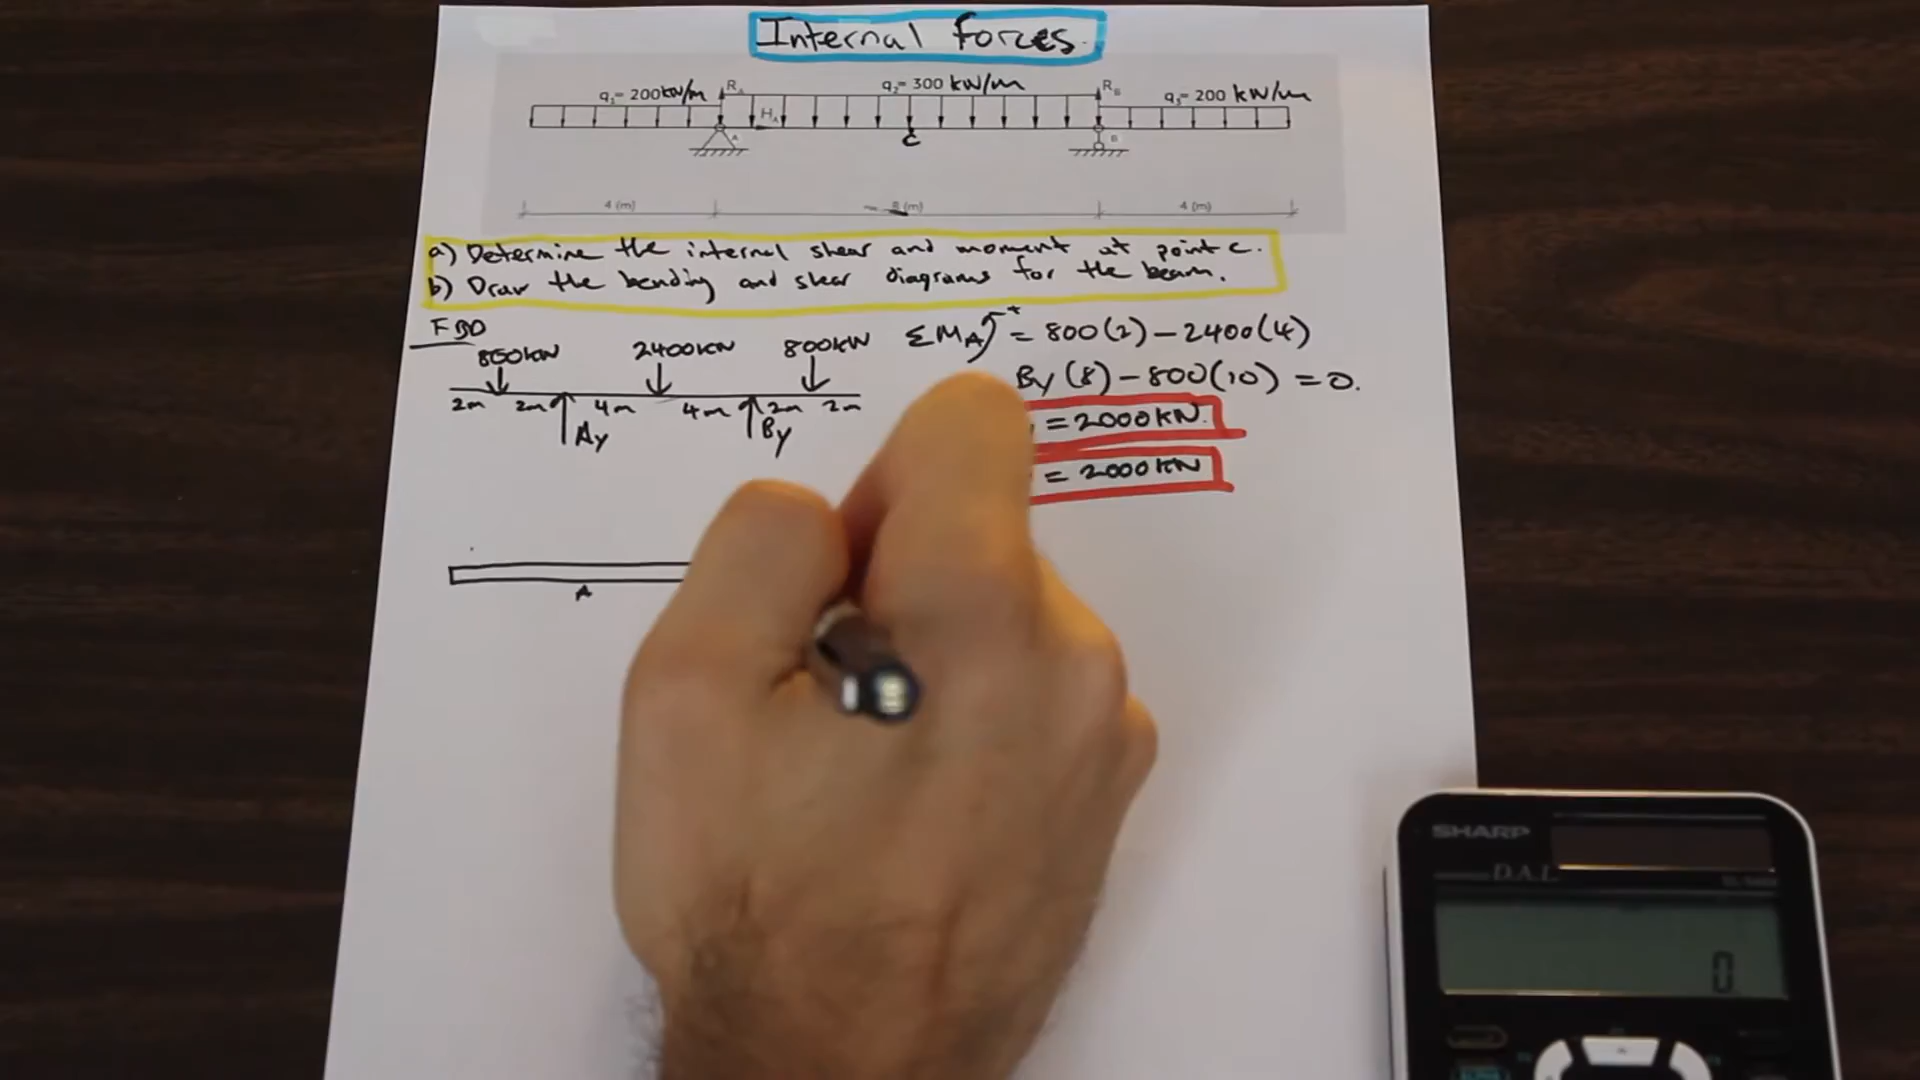 Internal Forces.
q₁= 200kN/m RA q₂= 300 kN/m RB q₃= 200 kN/m
HA
A C B
4 (m) 8 (m) 4 (m)
a) Determine the internal shear and moment at point C.
b) Draw the bending and shear diagrams for the beam.
FBD
800KN 2400KN 800KN
2m 2m 4m 4m 2m 2m
Ay By
ΣMA + = 800(2) - 2400(4)
By (8) - 800(10) = 0.
= 2000KN.
= 2000KN
A
SHARP
D.A.L.
0